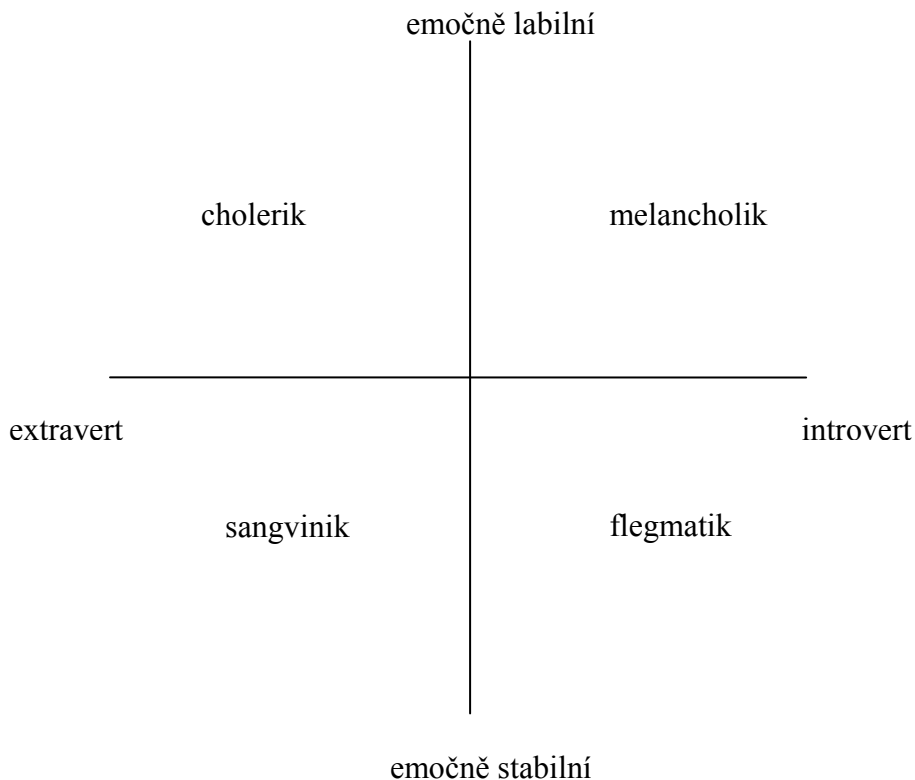 emočně labilní
cholerik
melancholik
extravert
introvert
sangvinik
flegmatik
emočně stabilní